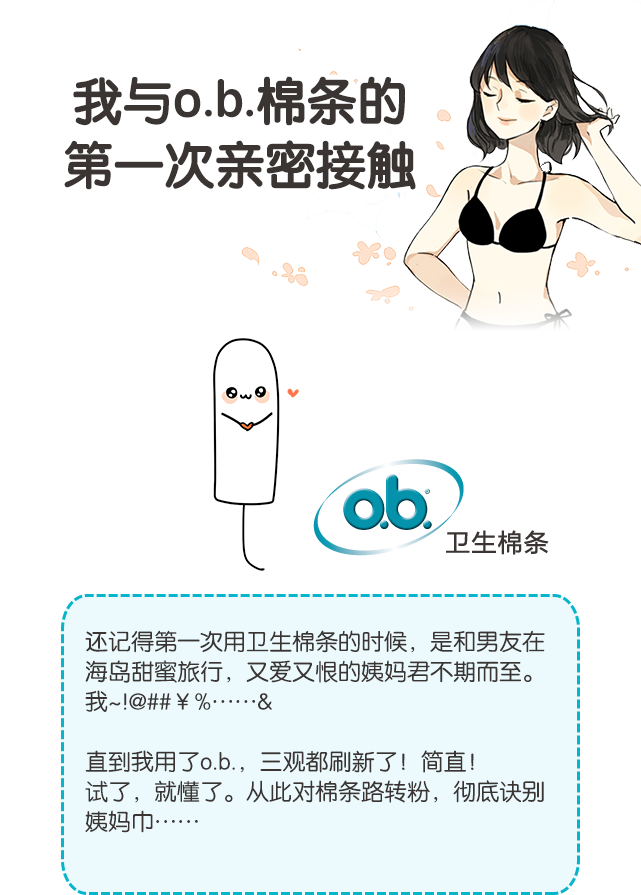 我与o.b.棉条的
第一次亲密接触
o.b.®
卫生棉条
还记得第一次用卫生棉条的时候，是和男友在
海岛甜蜜旅行，又爱又恨的姨妈君不期而至。
我~!@##￥%……&
直到我用了o.b.，三观都刷新了！简直！
试了，就懂了。从此对棉条路转粉，彻底诀别
姨妈巾……